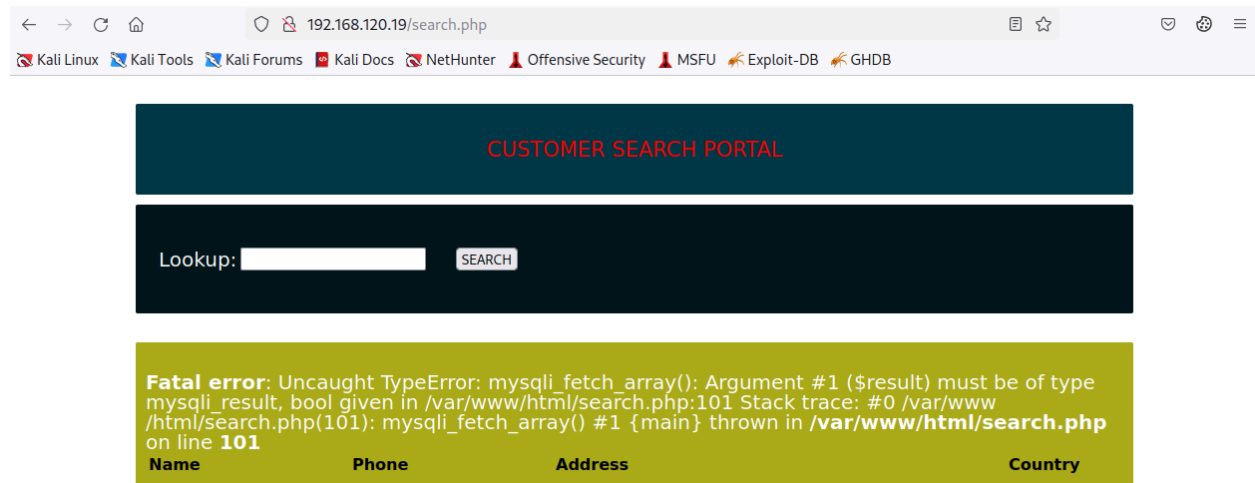 192.168.120.19/search.php
Kali Linux Kali Tools Kali Forums Kali Docs NetHunter Offensive Security MSFU Exploit-DB GHDB
CUSTOMER SEARCH PORTAL
Lookup: SEARCH
Fatal error: Uncaught TypeError: mysqli_fetch_array(): Argument #1 ($result) must be of type
mysqli_result, bool given in /var/www/html/search.php:101 Stack trace: #0 /var/www
/html/search.php(101): mysqli_fetch_array() #1 {main} thrown in /var/www/html/search.php
on line 101
Name Phone Address Country